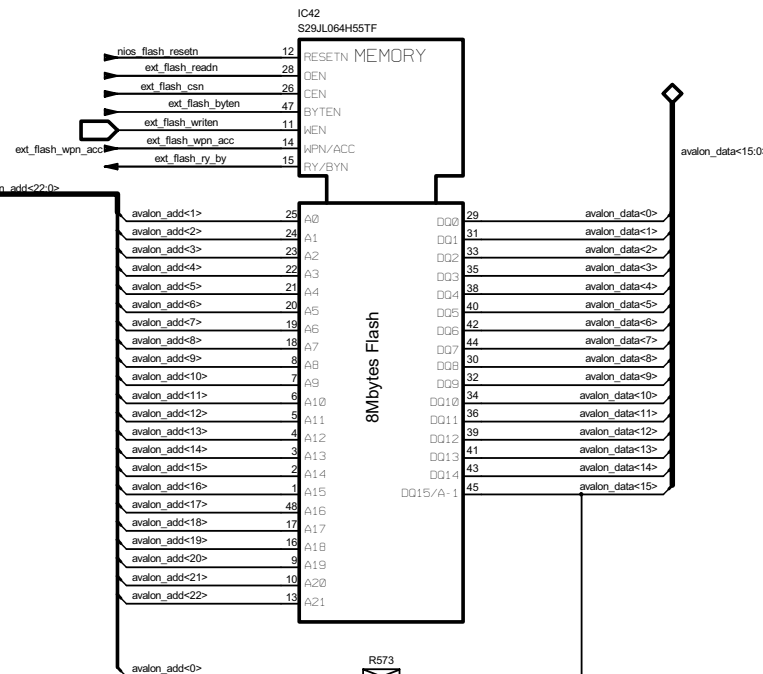 IC42
S29JL064H55TF
nios_flash_resetn 12 RESETN MEMORY
ext_flash_readn 28 OEN
ext_flash_csn 26 CEN
ext_flash_byten 47 BYTEN
ext_flash_writen 11 WEN
ext_flash_wpn_acc ext_flash_wpn_acc 14 WPN/ACC
ext_flash_ry_by 15 RY/BYN
avalon_data<15:0
n_add<22:0>
avalon_add<1> 25 A0 DQ0 29 avalon_data<0>
avalon_add<2> 24 A1 DQ1 31 avalon_data<1>
avalon_add<3> 23 A2 DQ2 33 avalon_data<2>
avalon_add<4> 22 A3 DQ3 35 avalon_data<3>
avalon_add<5> 21 A4 DQ4 38 avalon_data<4>
avalon_add<6> 20 A5 DQ5 40 avalon_data<5>
avalon_add<7> 19 A6 DQ6 42 avalon_data<6>
avalon_add<8> 18 A7 DQ7 44 avalon_data<7>
avalon_add<9> 8 A8 DQ8 30 avalon_data<8>
avalon_add<10> 7 A9 DQ9 32 avalon_data<9>
avalon_add<11> 6 A10 DQ10 34 avalon_data<10>
avalon_add<12> 5 A11 DQ11 36 avalon_data<11>
avalon_add<13> 4 A12 DQ12 39 avalon_data<12>
avalon_add<14> 3 A13 DQ13 41 avalon_data<13>
avalon_add<15> 2 A14 DQ14 43 avalon_data<14>
avalon_add<16> 1 A15 DQ15/A-1 45 avalon_data<15>
avalon_add<17> 48 A16
avalon_add<18> 17 A17
avalon_add<19> 16 A18
avalon_add<20> 9 A19
avalon_add<21> 10 A20
avalon_add<22> 13 A21
8Mbytes Flash
R573
avalon_add<0>